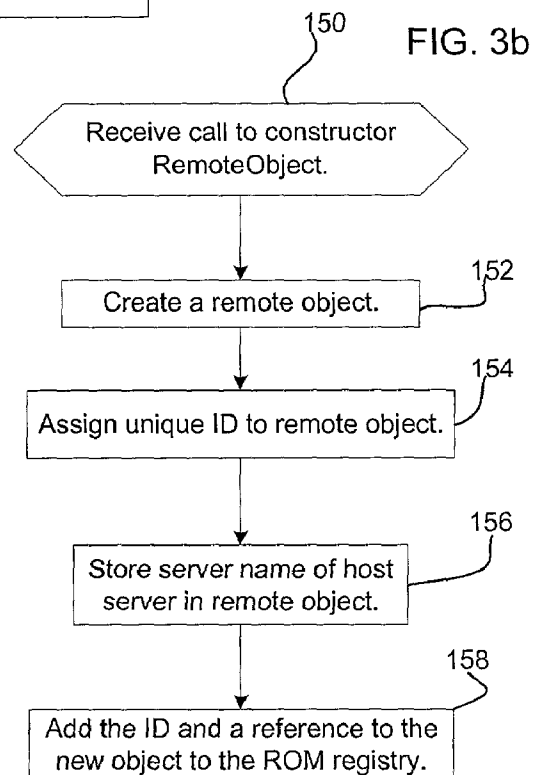 150
FIG. 3b
Receive call to constructor
RemoteObject.
152
Create a remote object.
154
Assign unique ID to remote object.
156
Store server name of host
server in remote object.
158
Add the ID and a reference to the
new object to the ROM registry.